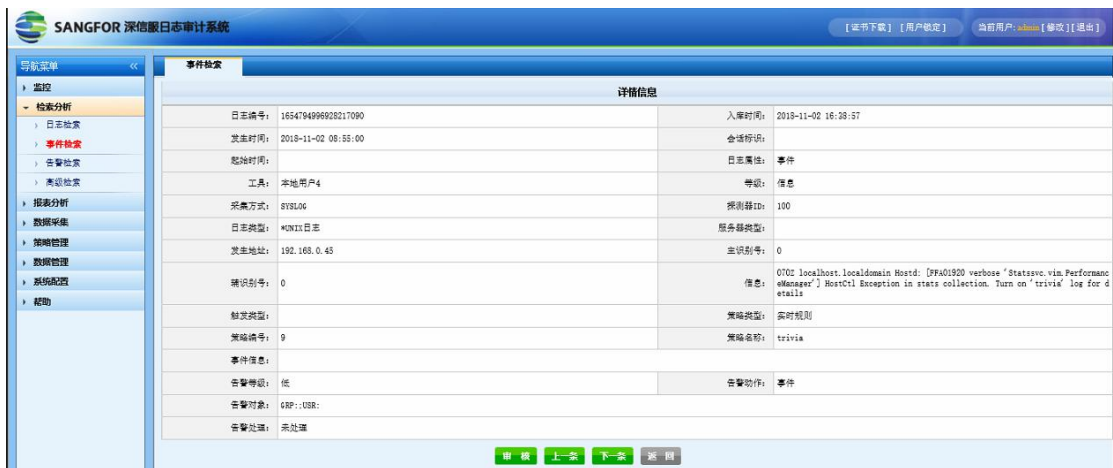 SANGFOR 深信服日志审计系统
[证书下载] [用户锁定] 当前用户:admin[修改][退出]
导航菜单 <<
监控
检索分析
日志检索
事件检索
告警检索
高级检索
报表分析
数据采集
策略管理
数据管理
系统配置
帮助
事件检索
详情信息
日志编号: 1654794996928217090 入库时间: 2018-11-02 16:38:57
发生时间: 2018-11-02 08:55:00 会话标识:
起始时间: 日志属性: 事件
工具: 本地用户4 等级: 信息
采集方式: SYSLOG 探测器ID: 100
日志类型: *UNIX日志 服务器类型:
发生地址: 192.168.0.45 主识别号: 0
辅识别号: 0 信息: 070Z localhost.localdomain Hostd: [FFA01920 verbose 'Statssvc.vim.Performanc
eManager'] HostCtl Exception in stats collection. Turn on 'trivia' log for d
etails
触发类型: 策略类型: 实时规则
策略编号: 9 策略名称: trivia
事件信息:
告警等级: 低 告警动作: 事件
告警对象: GRP::USR:
告警处理: 未处理
审核 上一条 下一条 返回